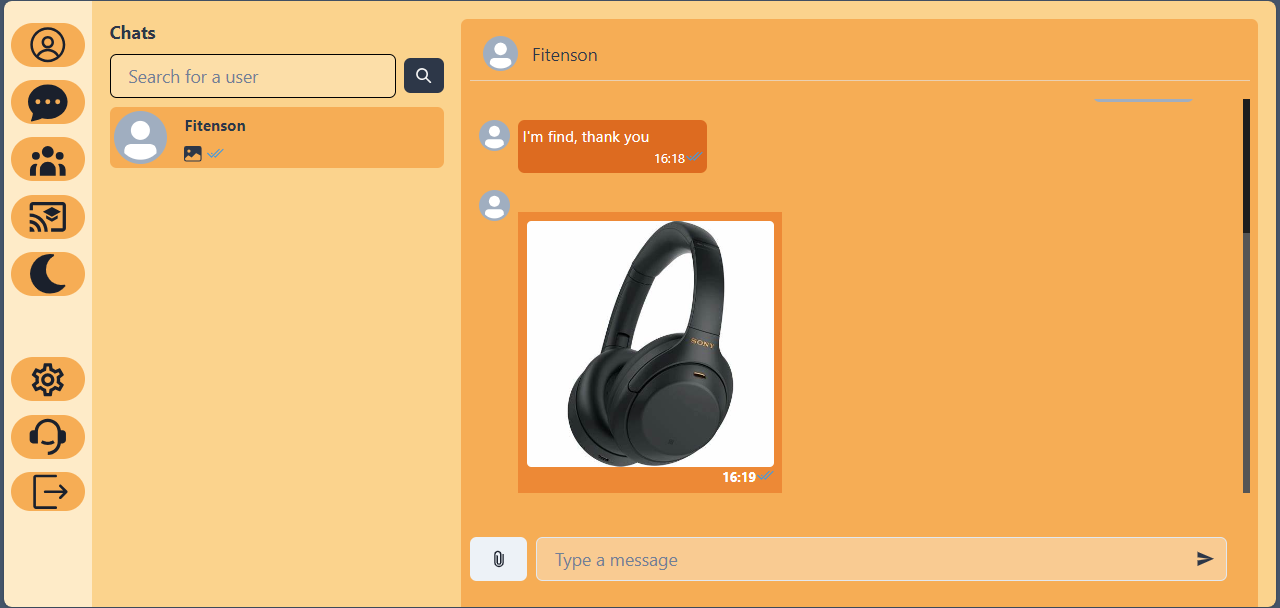 Chats
Search for a user
Fitenson
Fitenson
I'm find, thank you
16:18
SONY
16:19
Type a message